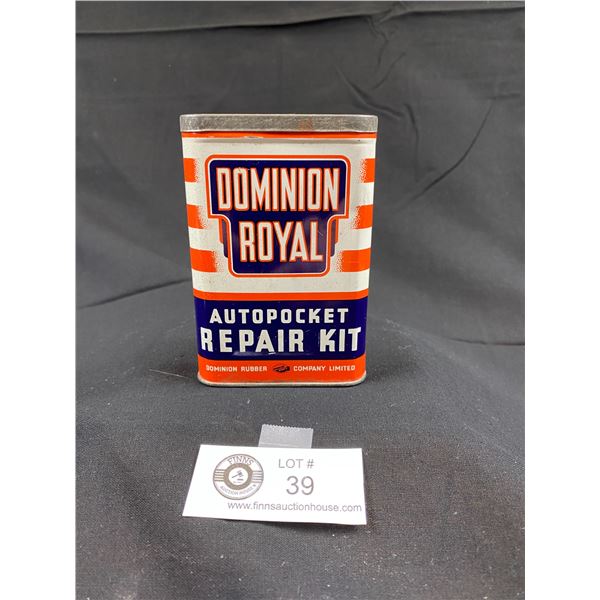 DOMINION
ROYAL
AUTOPOCKET
REPAIR KIT
DOMINION RUBBER COMPANY LIMITED
FINNS
AUCTION HOUSE
LOT #
39
www.finnsauctionhouse.com